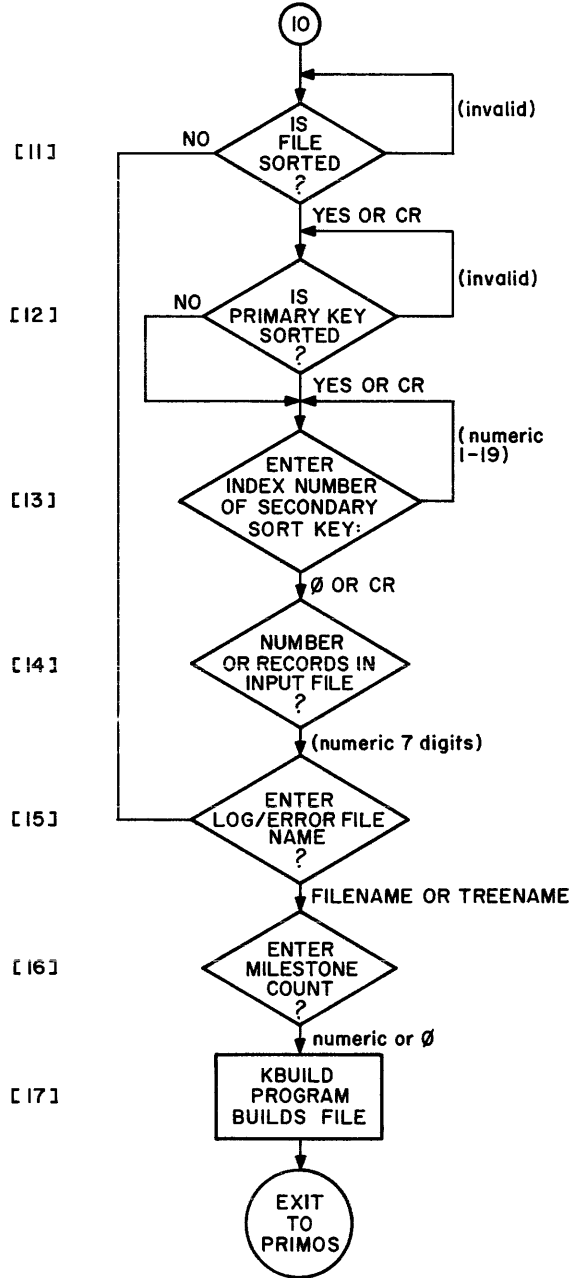 10
(invalid)
[11]
NO
IS
FILE
SORTED
?
YES OR CR
(invalid)
[12]
NO
IS
PRIMARY KEY
SORTED
?
YES OR CR
(numeric
1-19)
[13]
ENTER
INDEX NUMBER
OF SECONDARY
SORT KEY:
Ø OR CR
[14]
NUMBER
OR RECORDS IN
INPUT FILE
?
(numeric 7 digits)
[15]
ENTER
LOG/ERROR FILE
NAME
?
FILENAME OR TREENAME
[16]
ENTER
MILESTONE
COUNT
?
numeric or Ø
[17]
KBUILD
PROGRAM
BUILDS FILE
EXIT
TO
PRIMOS